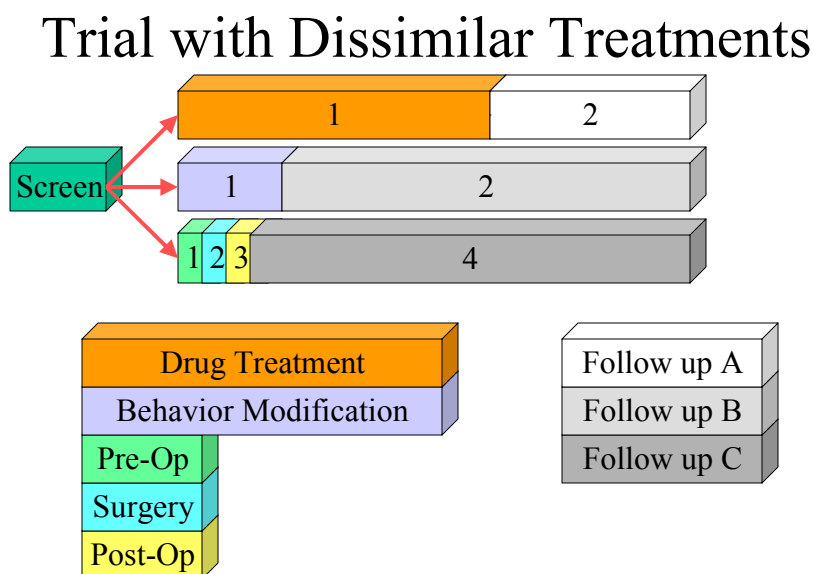 Trial with Dissimilar Treatments
1 2
Screen 1 2
1 2 3 4
Drug Treatment
Behavior Modification
Pre-Op
Surgery
Post-Op
Follow up A
Follow up B
Follow up C